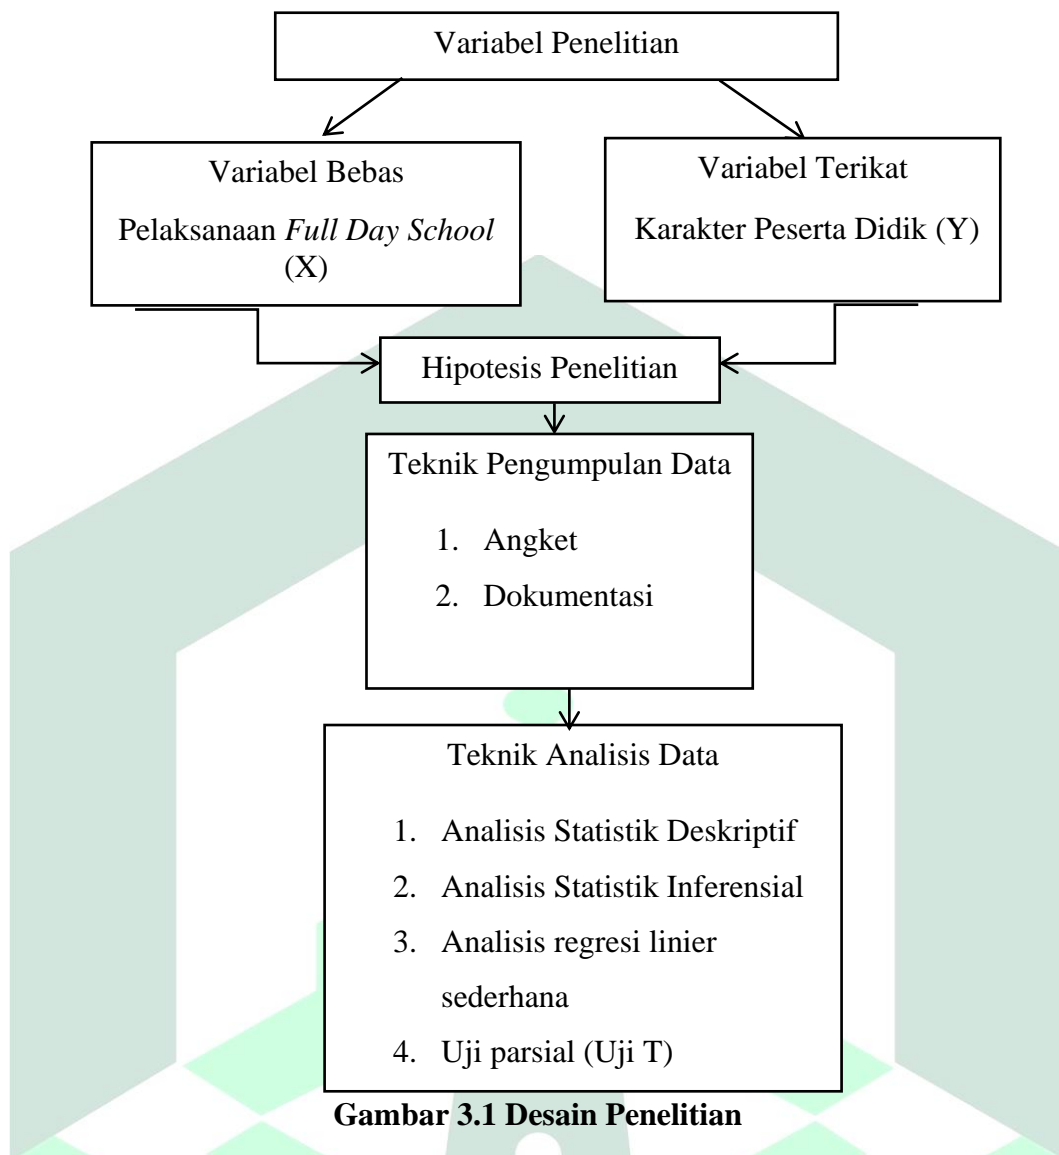 Variabel Penelitian
Variabel Bebas
Pelaksanaan Full Day School
(X)
Variabel Terikat
Karakter Peserta Didik (Y)
Hipotesis Penelitian
Teknik Pengumpulan Data
1. Angket
2. Dokumentasi
Teknik Analisis Data
1. Analisis Statistik Deskriptif
2. Analisis Statistik Inferensial
3. Analisis regresi linier
sederhana
4. Uji parsial (Uji T)
Gambar 3.1 Desain Penelitian